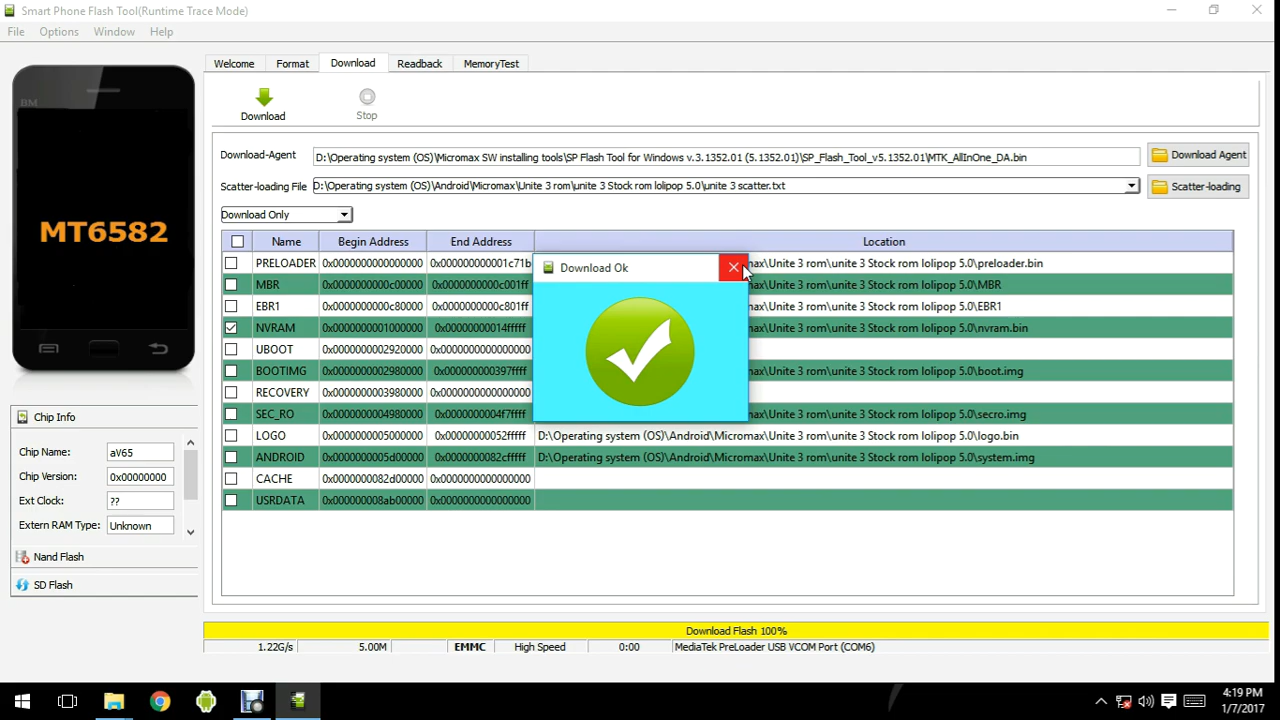 Smart Phone Flash Tool(Runtime Trace Mode)
File Options Window Help
Welcome Format Download Readback MemoryTest
BM
MT6582
Download Stop
Download-Agent D:\Operating system (OS)\Micromax SW installing tools\SP Flash Tool for Windows v.3.1352.01 (5.1352.01)\SP_Flash_Tool_v5.1352.01\MTK_AllInOne_DA.bin Download Agent
Scatter-loading File D:\Operating system (OS)\Android\Micromax\Unite 3 rom\unite 3 Stock rom lolipop 5.0\unite 3 scatter.txt Scatter-loading
Download Only
Name Begin Address End Address Location
PRELOADER 0x0000000000000000 0x000000000001c71b max\Unite 3 rom\unite 3 Stock rom lolipop 5.0\preloader.bin
Download Ok
MBR 0x0000000000c00000 0x0000000000c001ff max\Unite 3 rom\unite 3 Stock rom lolipop 5.0\MBR
EBR1 0x0000000000c80000 0x0000000000c801ff max\Unite 3 rom\unite 3 Stock rom lolipop 5.0\EBR1
NVRAM 0x0000000001000000 0x00000000014fffff max\Unite 3 rom\unite 3 Stock rom lolipop 5.0\nvram.bin
UBOOT 0x0000000002920000 0x0000000000000000
BOOTIMG 0x0000000002980000 0x000000000397ffff max\Unite 3 rom\unite 3 Stock rom lolipop 5.0\boot.img
RECOVERY 0x0000000003980000 0x0000000000000000
SEC_RO 0x0000000004980000 0x0000000004f7ffff max\Unite 3 rom\unite 3 Stock rom lolipop 5.0\secro.img
LOGO 0x0000000005000000 0x00000000052fffff D:\Operating system (OS)\Android\Micromax\Unite 3 rom\unite 3 Stock rom lolipop 5.0\logo.bin
ANDROID 0x0000000005d00000 0x0000000082cfffff D:\Operating system (OS)\Android\Micromax\Unite 3 rom\unite 3 Stock rom lolipop 5.0\system.img
CACHE 0x0000000082d00000 0x0000000000000000
USRDATA 0x000000008ab00000 0x0000000000000000
Chip Info
Chip Name: aV65
Chip Version: 0x00000000
Ext Clock: ??
Extern RAM Type: Unknown
Nand Flash
SD Flash
Download Flash 100%
1.22G/s 5.00M EMMC High Speed 0:00 MediaTek PreLoader USB VCOM Port (COM6)
4:19 PM
1/7/2017